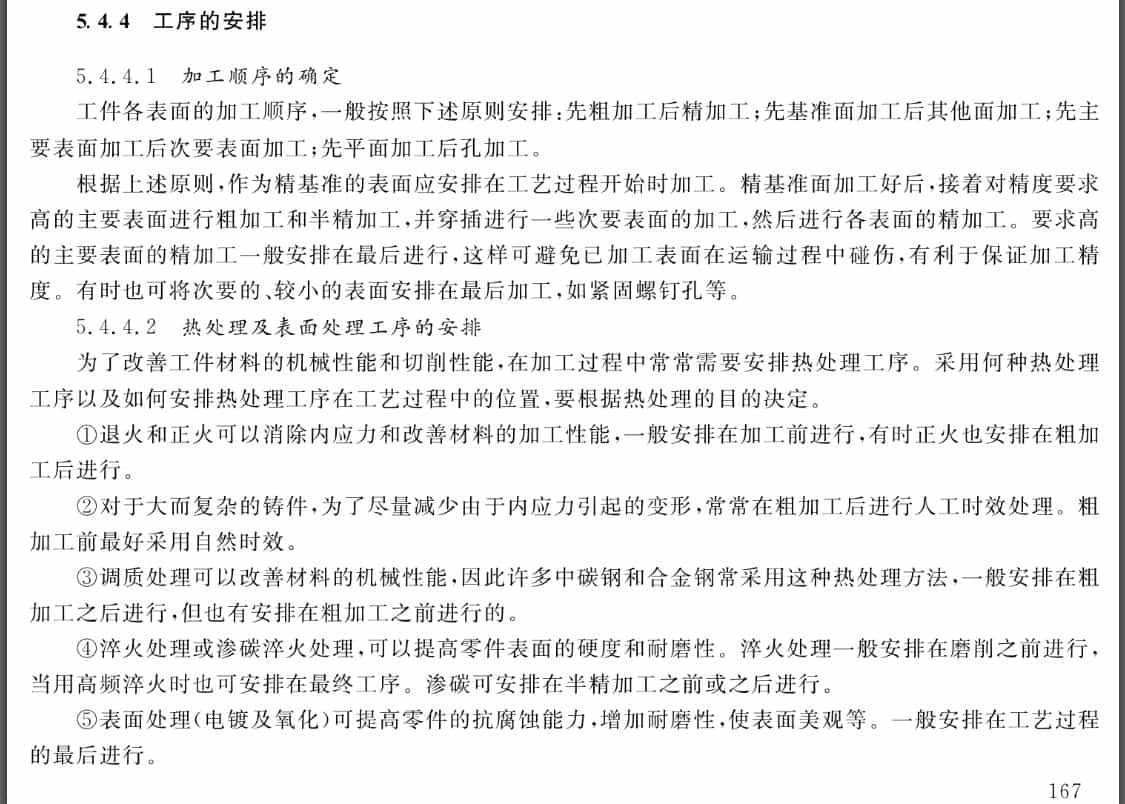 5.4.4 工序的安排
5.4.4.1 加工顺序的确定
工件各表面的加工顺序,一般按照下述原则安排:先粗加工后精加工;先基准面加工后其他面加工;先主
要表面加工后次要表面加工;先平面加工后孔加工。
根据上述原则,作为精基准的表面应安排在工艺过程开始时加工。精基准面加工好后,接着对精度要求
高的主要表面进行粗加工和半精加工,并穿插进行一些次要表面的加工,然后进行各表面的精加工。要求高
的主要表面的精加工一般安排在最后进行,这样可避免已加工表面在运输过程中碰伤,有利于保证加工精
度。有时也可将次要的、较小的表面安排在最后加工,如紧固螺钉孔等。
5.4.4.2 热处理及表面处理工序的安排
为了改善工件材料的机械性能和切削性能,在加工过程中常常需要安排热处理工序。采用何种热处理
工序以及如何安排热处理工序在工艺过程中的位置,要根据热处理的目的决定。
①退火和正火可以消除内应力和改善材料的加工性能,一般安排在加工前进行,有时正火也安排在粗加
工后进行。
②对于大而复杂的铸件,为了尽量减少由于内应力引起的变形,常常在粗加工后进行人工时效处理。粗
加工前最好采用自然时效。
③调质处理可以改善材料的机械性能,因此许多中碳钢和合金钢常采用这种热处理方法,一般安排在粗
加工之后进行,但也有安排在粗加工之前进行的。
④淬火处理或渗碳淬火处理,可以提高零件表面的硬度和耐磨性。淬火处理一般安排在磨削之前进行,
当用高频淬火时也可安排在最终工序。渗碳可安排在半精加工之前或之后进行。
⑤表面处理(电镀及氧化)可提高零件的抗腐蚀能力,增加耐磨性,使表面美观等。一般安排在工艺过程
的最后进行。
167